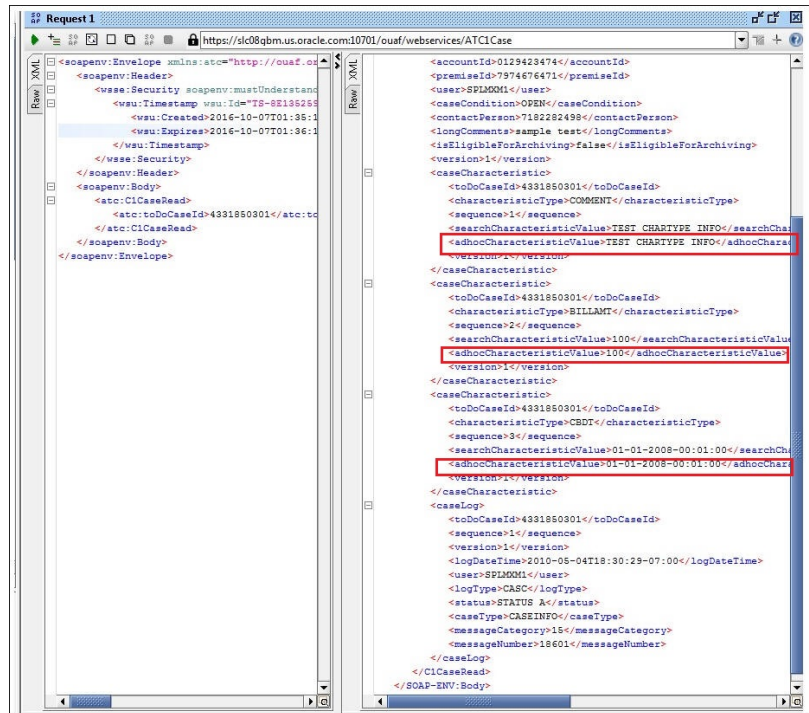 Request 1
https://slc08qbm.us.oracle.com:10701/ouaf/webservices/ATC1Case
XML
Raw
<soapenv:Envelope xmlns:atc="http://ouaf.or
<soapenv:Header>
<wsse:Security soapenv:mustUnderstand
<wsu:Timestamp wsu:Id="TS-8E135259
<wsu:Created>2016-10-07T01:35:1
<wsu:Expires>2016-10-07T01:36:1
</wsu:Timestamp>
</wsse:Security>
</soapenv:Header>
<soapenv:Body>
<atc:C1CaseRead>
<atc:toDoCaseId>4331850301</atc:to
</atc:C1CaseRead>
</soapenv:Body>
</soapenv:Envelope>
XML
Raw
<accountId>0129423474</accountId>
<premiseId>7974676471</premiseId>
<user>SPLMXM1</user>
<caseCondition>OPEN</caseCondition>
<contactPerson>7182282498</contactPerson>
<longComments>sample test</longComments>
<isEligibleForArchiving>false</isEligibleForArchiving>
<version>1</version>
<caseCharacteristic>
<toDoCaseId>4331850301</toDoCaseId>
<characteristicType>COMMENT</characteristicType>
<sequence>1</sequence>
<searchCharacteristicValue>TEST CHARTYPE INFO</searchChar
<adhocCharacteristicValue>TEST CHARTYPE INFO</adhocCharac
<version>1</version>
</caseCharacteristic>
<caseCharacteristic>
<toDoCaseId>4331850301</toDoCaseId>
<characteristicType>BILLAMT</characteristicType>
<sequence>2</sequence>
<searchCharacteristicValue>100</searchCharacteristicValue
<adhocCharacteristicValue>100</adhocCharacteristicValue>
<version>1</version>
</caseCharacteristic>
<caseCharacteristic>
<toDoCaseId>4331850301</toDoCaseId>
<characteristicType>CBDT</characteristicType>
<sequence>3</sequence>
<searchCharacteristicValue>01-01-2008-00:01:00</searchCha
<adhocCharacteristicValue>01-01-2008-00:01:00</adhocChara
<version>1</version>
</caseCharacteristic>
<caseLog>
<toDoCaseId>4331850301</toDoCaseId>
<sequence>1</sequence>
<version>1</version>
<logDateTime>2010-05-04T18:30:29-07:00</logDateTime>
<user>SPLMXM1</user>
<logType>CASC</logType>
<status>STATUS A</status>
<caseType>CASEINFO</caseType>
<messageCategory>15</messageCategory>
<messageNumber>18601</messageNumber>
</caseLog>
</C1CaseRead>
</SOAP-ENV:Body>